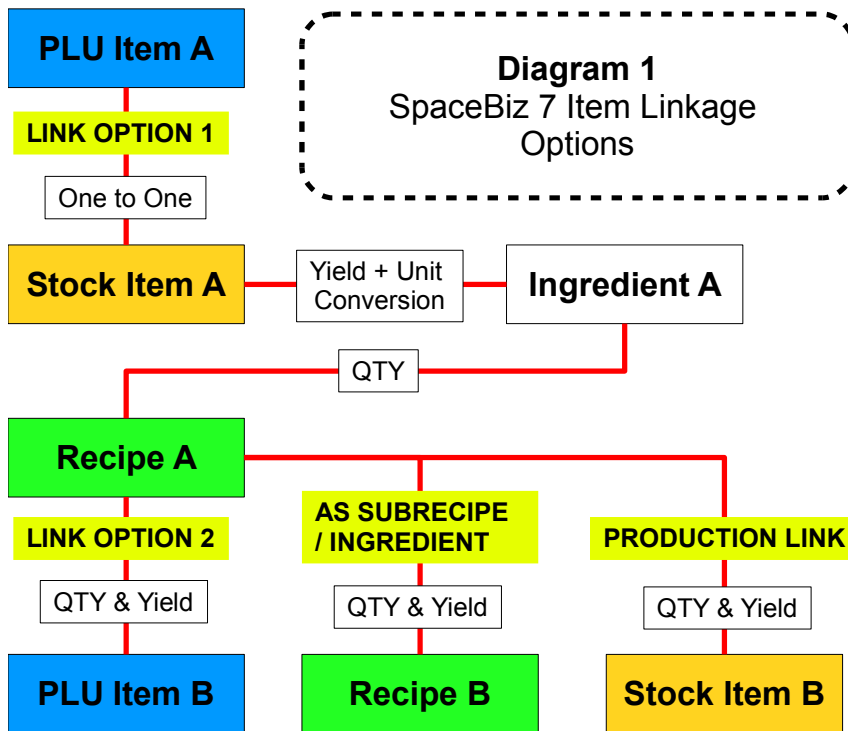 PLU Item A
Diagram 1
SpaceBiz 7 Item Linkage
Options
LINK OPTION 1
One to One
Stock Item A
Yield + Unit
Conversion
Ingredient A
QTY
Recipe A
LINK OPTION 2
AS SUBRECIPE
/ INGREDIENT
PRODUCTION LINK
QTY & Yield
QTY & Yield
QTY & Yield
PLU Item B
Recipe B
Stock Item B